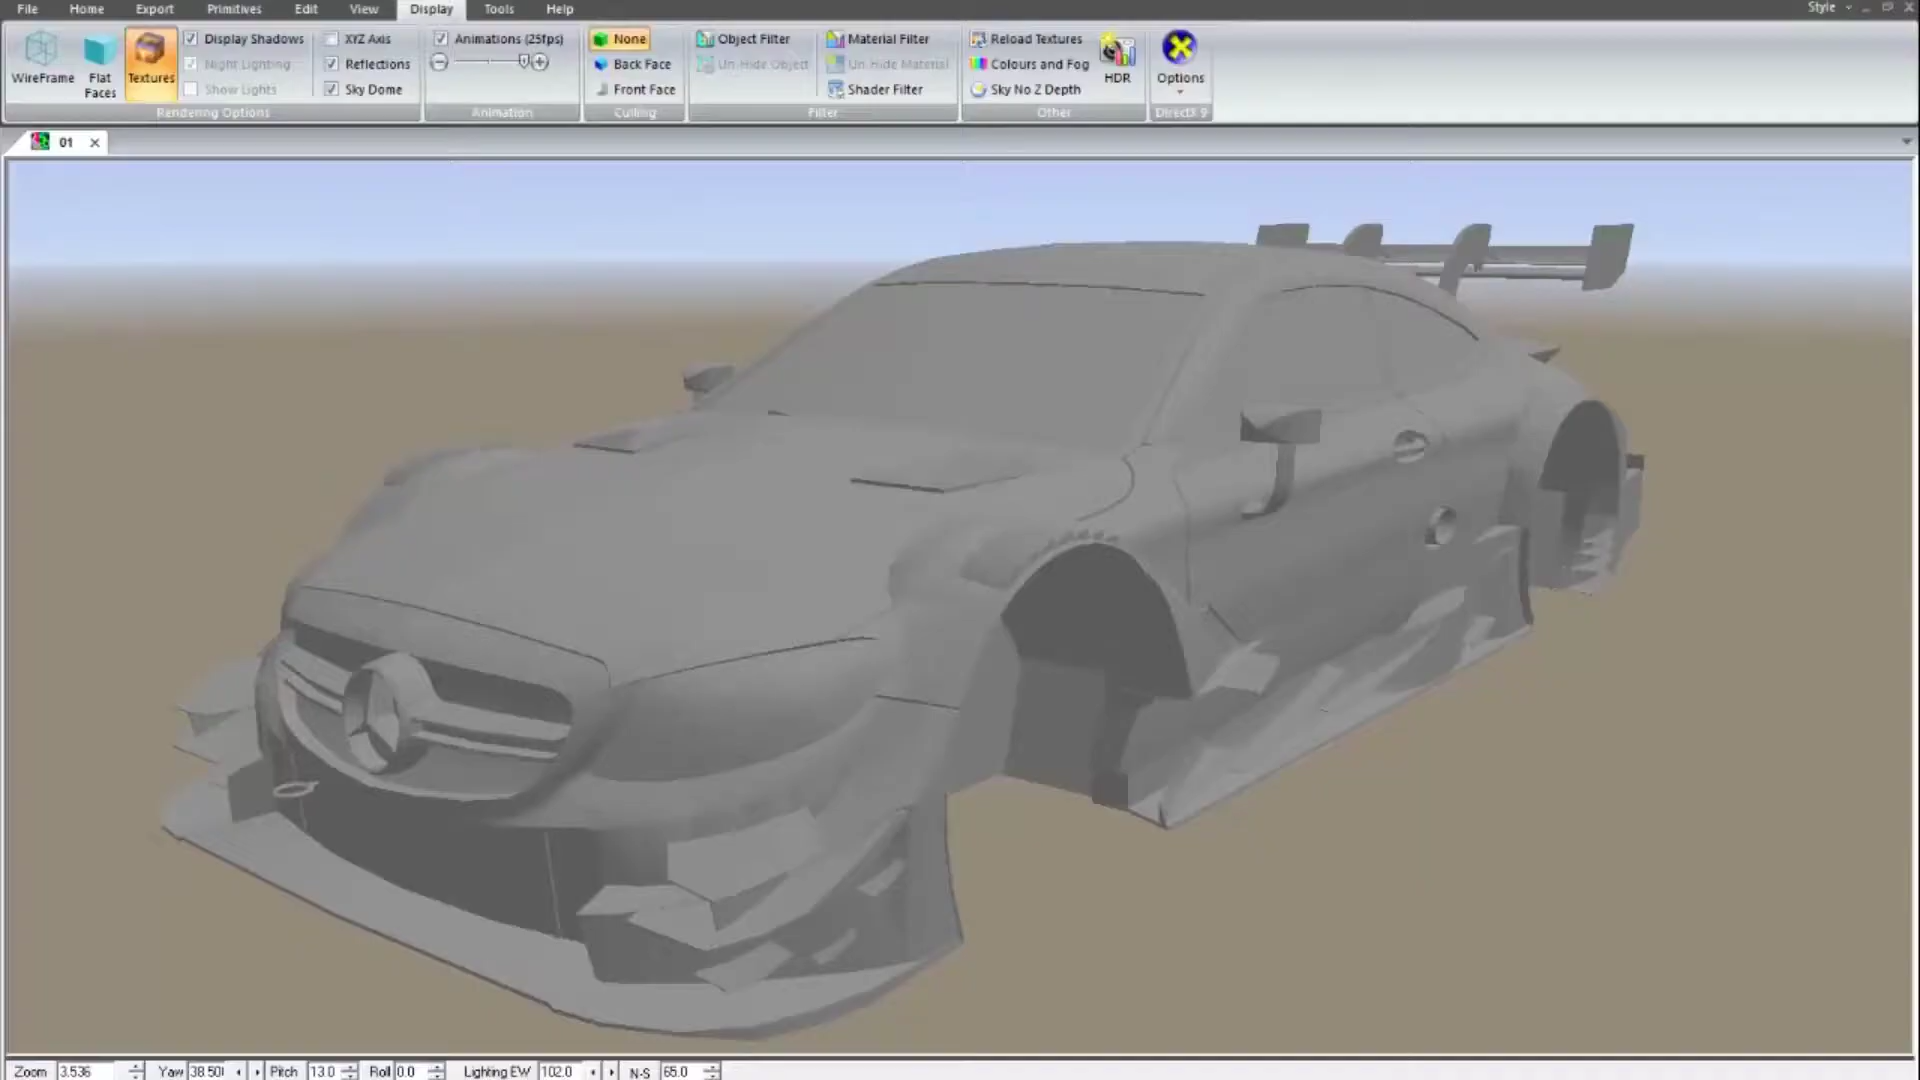 File Home Export Primitives Edit View Display Tools Help Style
WireFrame
Flat Faces
Textures
Display Shadows
Night Lighting
Show Lights
XYZ Axis
Reflections
Sky Dome
Rendering Options
Animations (25fps)
Animation
None
Back Face
Front Face
Culling
Object Filter
Un-Hide Object
Material Filter
Un-Hide Material
Shader Filter
Filter
Reload Textures
Colours and Fog
Sky No Z Depth
HDR
Other
Options
Direct3 9
01
Zoom 3.536 Yaw 38.50 Pitch 13.0 Roll 0.0 Lighting EW 102.0 N-S 65.0